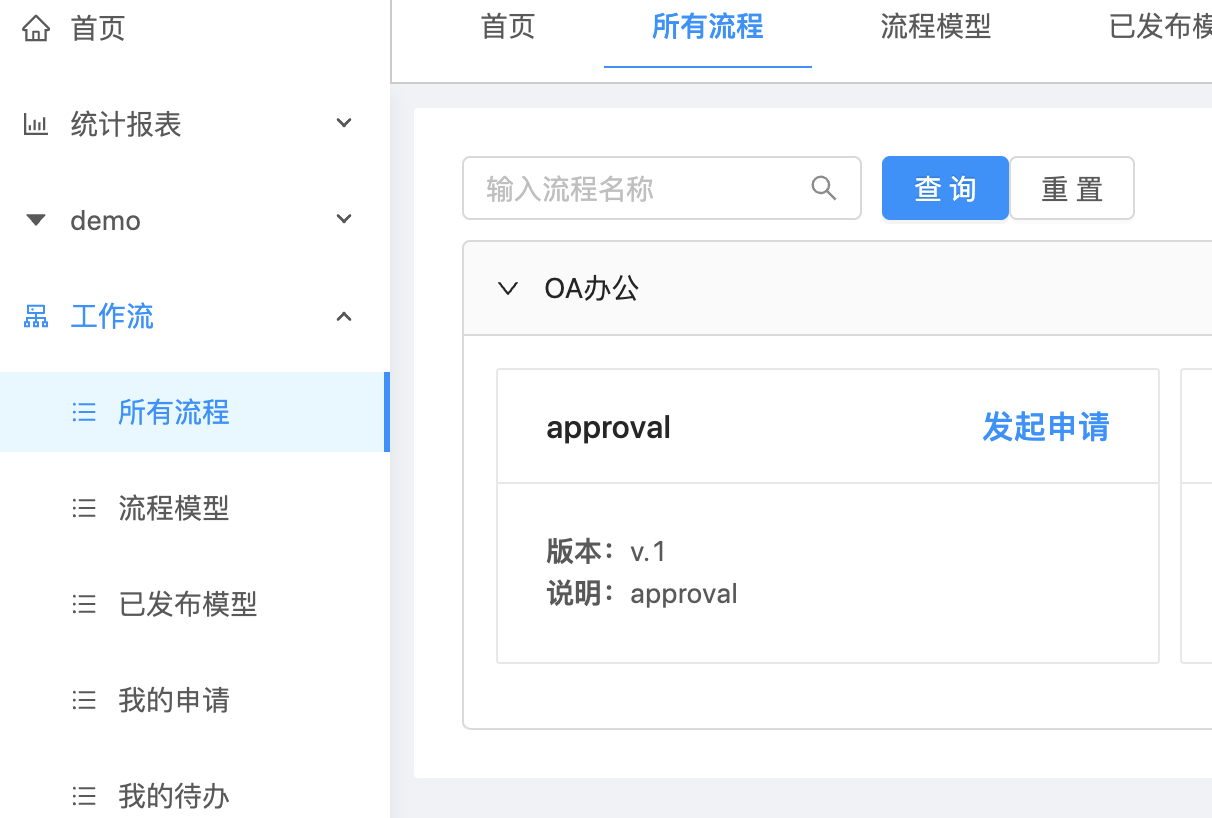 首页
统计报表
demo
工作流
所有流程
流程模型
已发布模型
我的申请
我的待办
首页 所有流程 流程模型 已发布模
输入流程名称 查询 重置
OA办公
approval 发起申请
版本：v.1
说明：approval